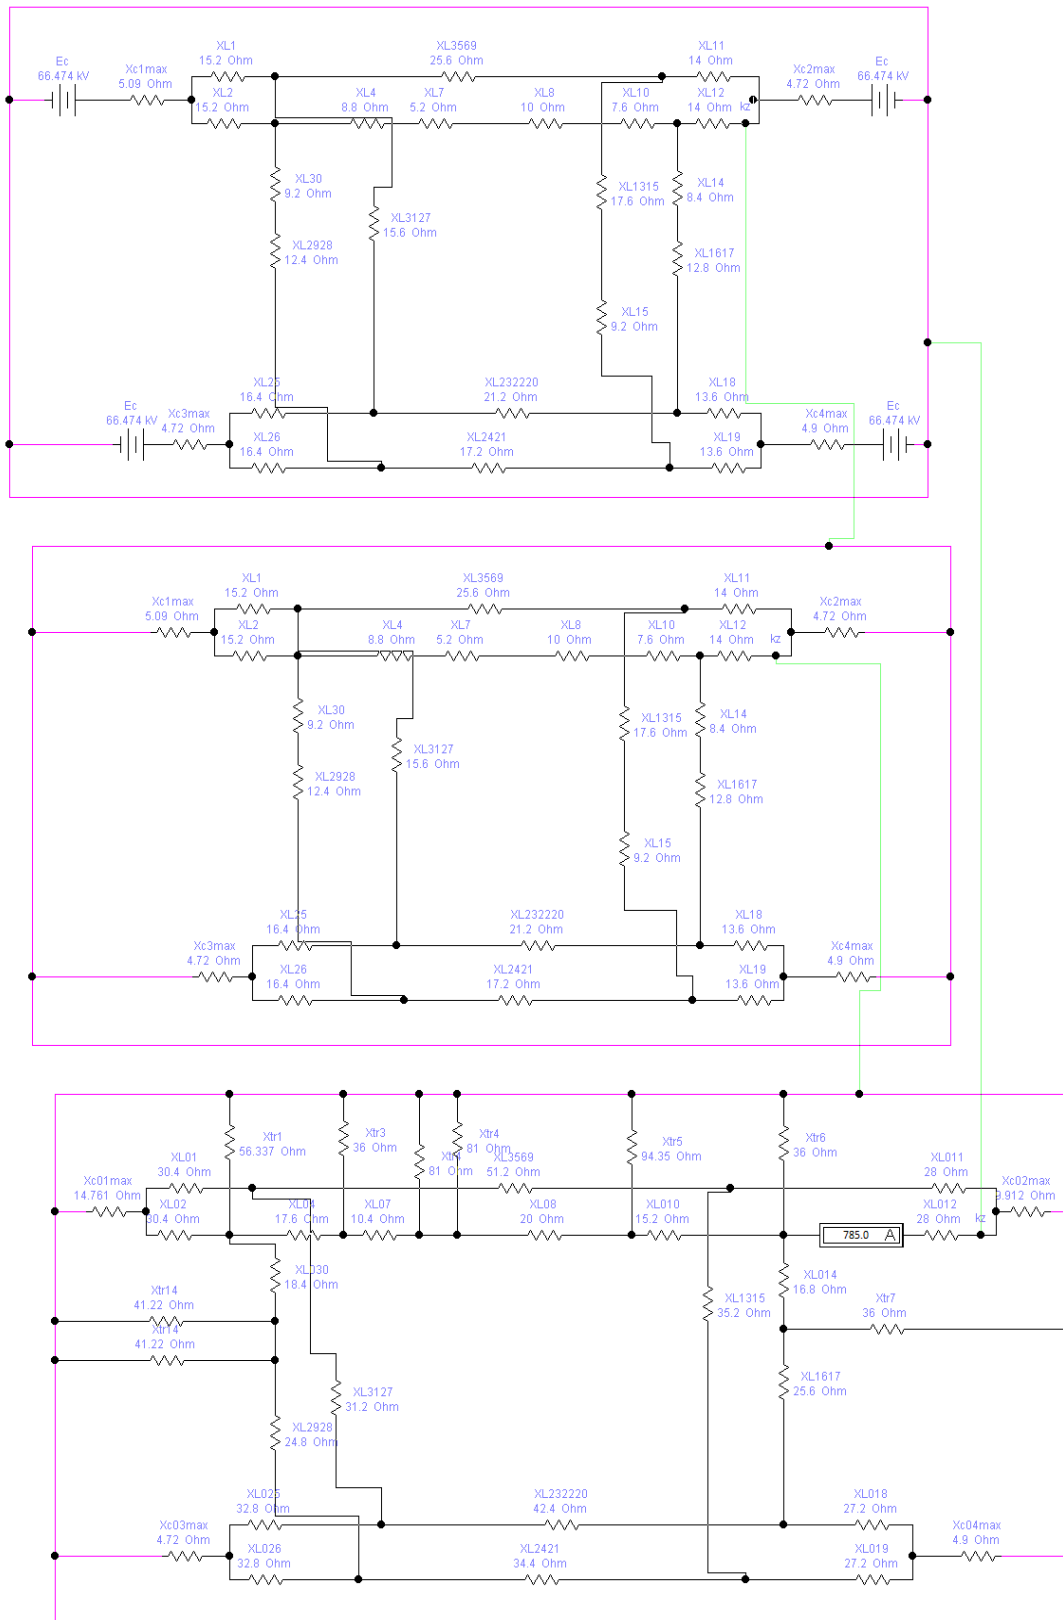 XL1
15.2 Ohm
XL3569
25.6 Ohm
XL11
14 Ohm
Ec
66.474 kV
Xc1max
5.09 Ohm
Xc2max
4.72 Ohm
Ec
66.474 kV
XL2
15.2 Ohm
XL4
8.8 Ohm
XL7
5.2 Ohm
XL8
10 Ohm
XL10
7.6 Ohm
XL12
14 Ohm
kz
XL30
9.2 Ohm
XL3127
15.6 Ohm
XL1315
17.6 Ohm
XL14
8.4 Ohm
XL2928
12.4 Ohm
XL1617
12.8 Ohm
XL15
9.2 Ohm
XL25
16.4 Ohm
XL232220
21.2 Ohm
XL18
13.6 Ohm
Ec
66.474 kV
Xc3max
4.72 Ohm
Xc4max
4.9 Ohm
Ec
66.474 kV
XL26
16.4 Ohm
XL2421
17.2 Ohm
XL19
13.6 Ohm
XL1
15.2 Ohm
XL3569
25.6 Ohm
XL11
14 Ohm
Xc1max
5.09 Ohm
Xc2max
4.72 Ohm
XL2
15.2 Ohm
XL4
8.8 Ohm
XL7
5.2 Ohm
XL8
10 Ohm
XL10
7.6 Ohm
XL12
14 Ohm
kz
XL30
9.2 Ohm
XL3127
15.6 Ohm
XL1315
17.6 Ohm
XL14
8.4 Ohm
XL2928
12.4 Ohm
XL1617
12.8 Ohm
XL15
9.2 Ohm
XL25
16.4 Ohm
XL232220
21.2 Ohm
XL18
13.6 Ohm
Xc3max
4.72 Ohm
Xc4max
4.9 Ohm
XL26
16.4 Ohm
XL2421
17.2 Ohm
XL19
13.6 Ohm
Xtr1
56.337 Ohm
Xtr3
36 Ohm
81 Ohm
Xtr4
81 Ohm
Xtr5
94.35 Ohm
Xtr6
36 Ohm
XL01
30.4 Ohm
XL3569
51.2 Ohm
XL011
28 Ohm
Xc01max
14.761 Ohm
Xc02max
9.912 Ohm
XL02
30.4 Ohm
XL04
17.6 Ohm
XL07
10.4 Ohm
XL08
20 Ohm
XL010
15.2 Ohm
785.0 A
XL012
28 Ohm
kz
XL030
18.4 Ohm
XL014
16.8 Ohm
Xtr14
41.22 Ohm
Xtr14
41.22 Ohm
XL1315
35.2 Ohm
Xtr7
36 Ohm
XL3127
31.2 Ohm
XL1617
25.6 Ohm
XL2928
24.8 Ohm
XL025
32.8 Ohm
XL232220
42.4 Ohm
XL018
27.2 Ohm
Xc03max
4.72 Ohm
Xc04max
4.9 Ohm
XL026
32.8 Ohm
XL2421
34.4 Ohm
XL019
27.2 Ohm